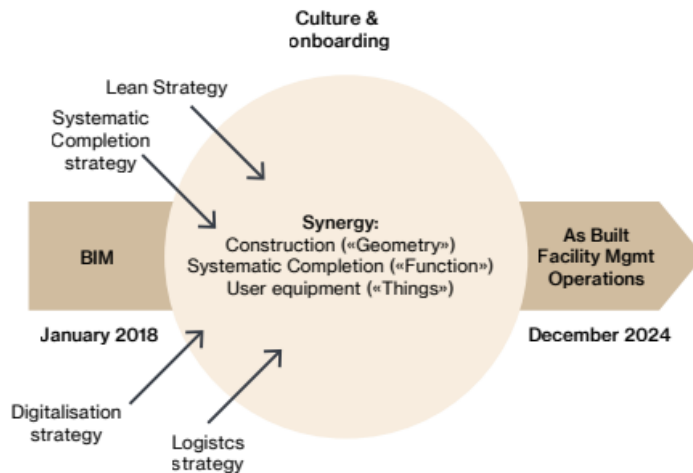 Culture &
onboarding
Lean Strategy
Systematic
Completion
strategy
BIM
Synergy:
Construction («Geometry»)
Systematic Completion («Function»)
User equipment («Things»)
As Built
Facility Mgmt
Operations
January 2018
December 2024
Digitalisation
strategy
Logistcs
strategy